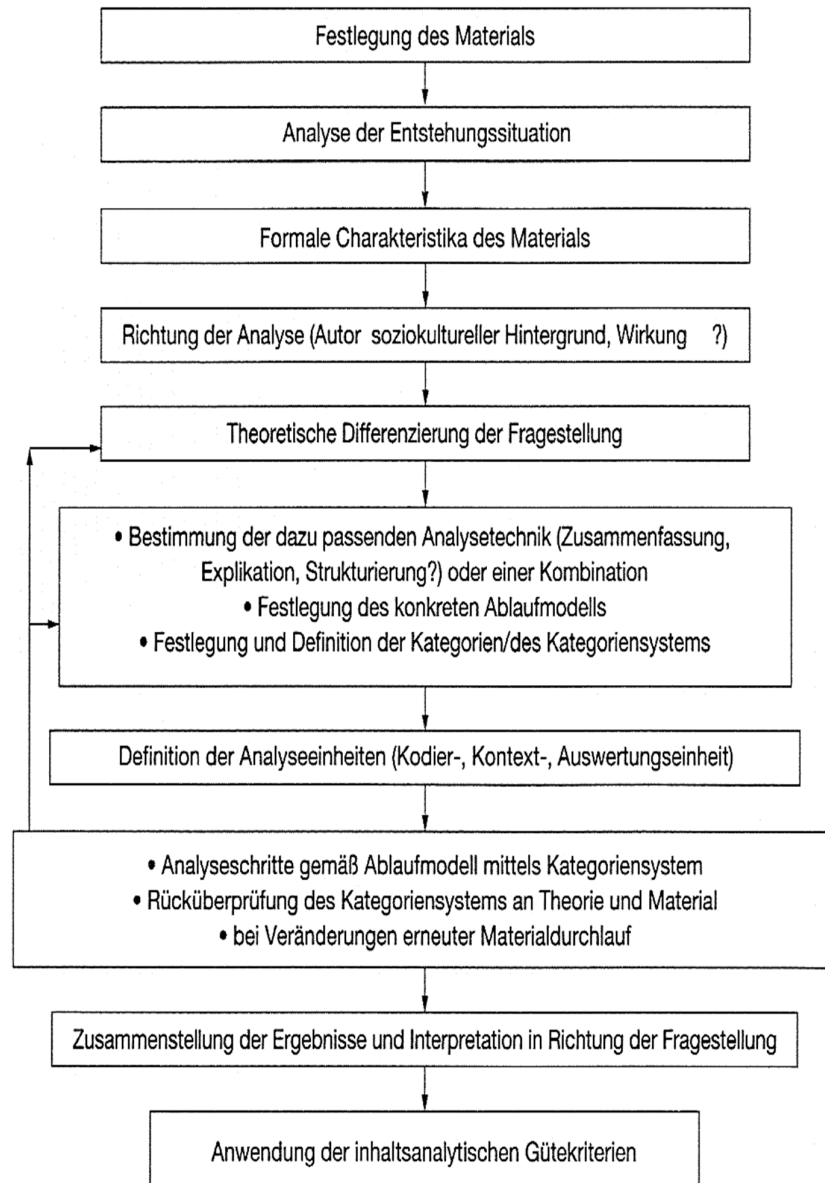 Festlegung des Materials
Analyse der Entstehungssituation
Formale Charakteristika des Materials
Richtung der Analyse (Autor soziokultureller Hintergrund, Wirkung ?)
Theoretische Differenzierung der Fragestellung
• Bestimmung der dazu passenden Analysetechnik (Zusammenfassung,
Explikation, Strukturierung?) oder einer Kombination
• Festlegung des konkreten Ablaufmodells
• Festlegung und Definition der Kategorien/des Kategoriensystems
Definition der Analyseeinheiten (Kodier-, Kontext-, Auswertungseinheit)
• Analyseschritte gemäß Ablaufmodell mittels Kategoriensystem
• Rücküberprüfung des Kategoriensystems an Theorie und Material
• bei Veränderungen erneuter Materialdurchlauf
Zusammenstellung der Ergebnisse und Interpretation in Richtung der Fragestellung
Anwendung der inhaltsanalytischen Gütekriterien